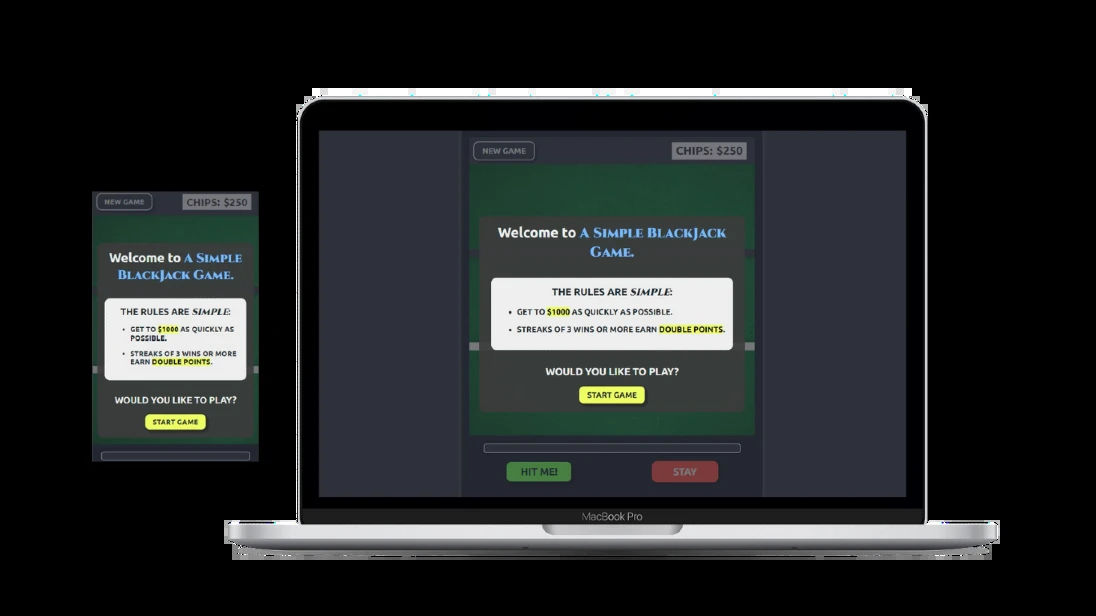 NEW GAME
CHIPS: $250
Welcome to A Simple BlackJack
Game.
THE RULES ARE SIMPLE:
• GET TO $1000 AS QUICKLY AS
POSSIBLE.
• STREAKS OF 3 WINS OR MORE
EARN DOUBLE POINTS.
WOULD YOU LIKE TO PLAY?
START GAME
NEW GAME
CHIPS: $250
Welcome to A Simple BlackJack
Game.
THE RULES ARE SIMPLE:
• GET TO $1000 AS QUICKLY AS POSSIBLE.
• STREAKS OF 3 WINS OR MORE EARN DOUBLE POINTS.
WOULD YOU LIKE TO PLAY?
START GAME
HIT ME!
STAY
MacBook Pro